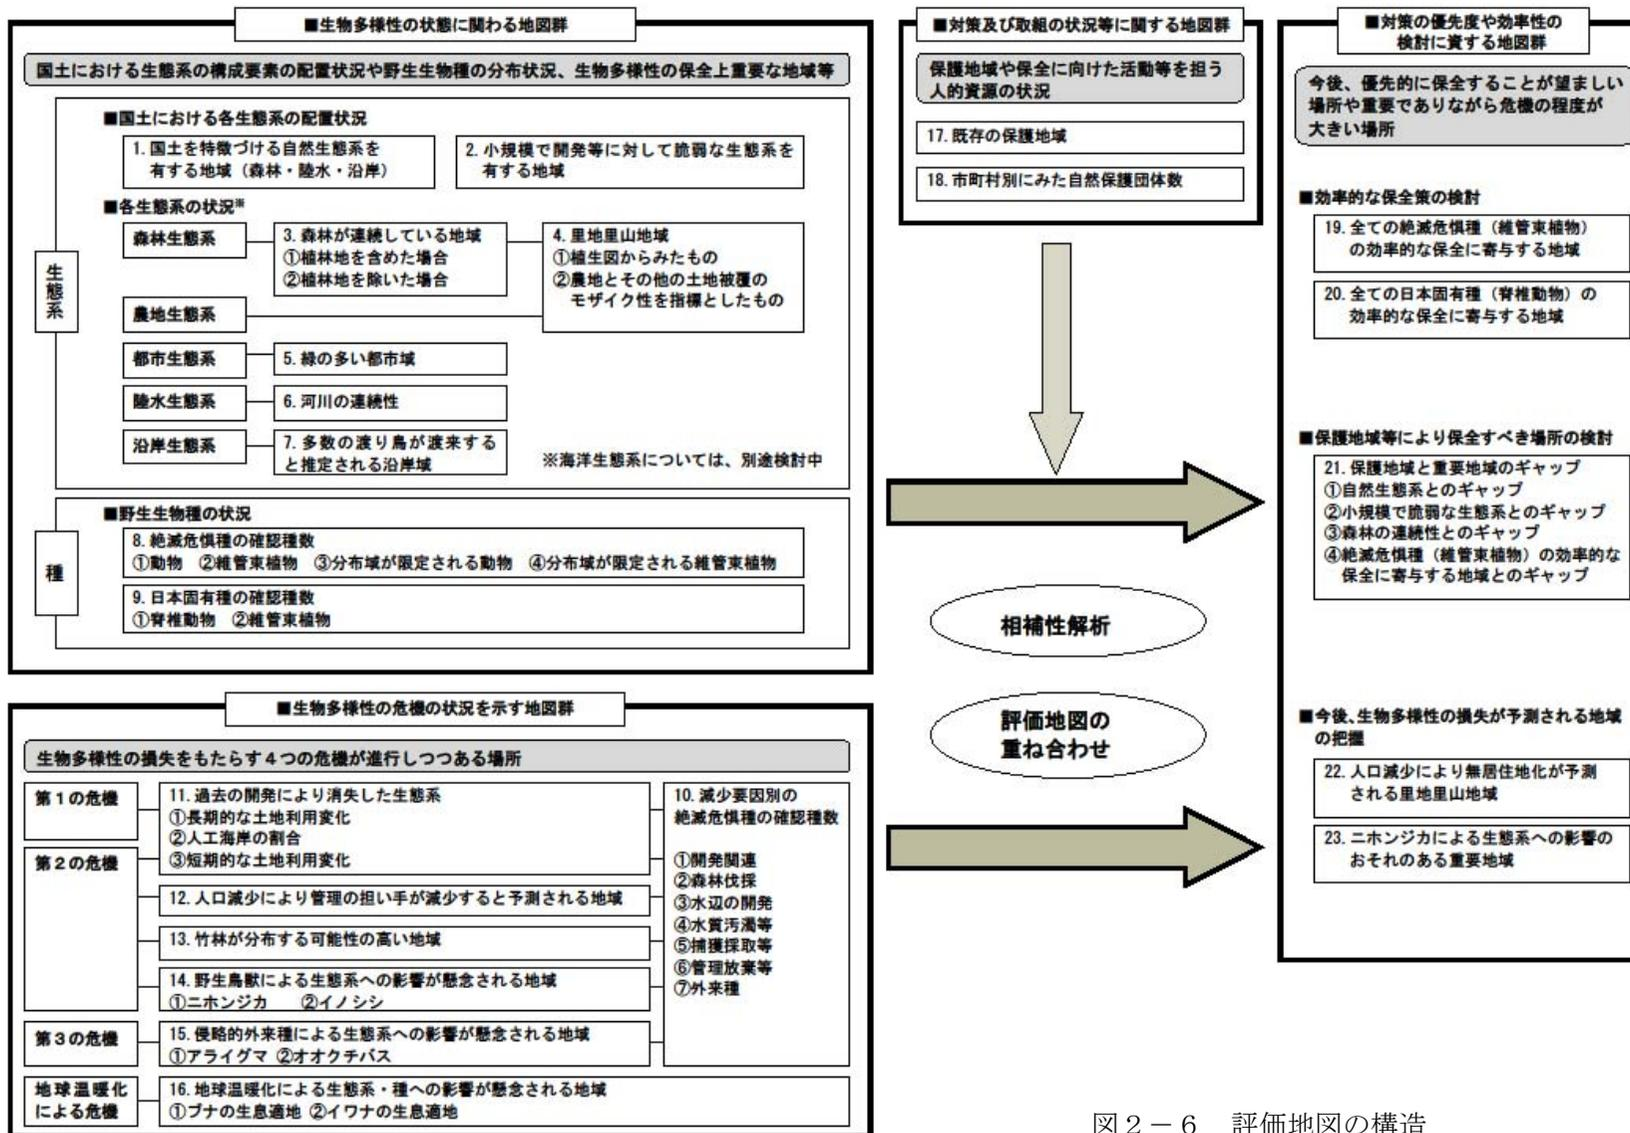 ■生物多様性の状態に関わる地図群
国土における生態系の構成要素の配置状況や野生生物種の分布状況、生物多様性の保全上重要な地域等
■国土における各生態系の配置状況
1. 国土を特徴づける自然生態系を
有する地域（森林・陸水・沿岸）
2. 小規模で開発等に対して脆弱な生態系を
有する地域
■各生態系の状況※
生態系
森林生態系
3. 森林が連続している地域
①植林地を含めた場合
②植林地を除いた場合
4. 里地里山地域
①植生図からみたもの
②農地とその他の土地被覆の
モザイク性を指標としたもの
農地生態系
都市生態系
5. 緑の多い都市域
陸水生態系
6. 河川の連続性
沿岸生態系
7. 多数の渡り鳥が渡来する
と推定される沿岸域
※海洋生態系については、別途検討中
種
■野生生物種の状況
8. 絶滅危惧種の確認種数
①動物 ②維管束植物 ③分布域が限定される動物 ④分布域が限定される維管束植物
9. 日本固有種の確認種数
①脊椎動物 ②維管束植物
■生物多様性の危機の状況を示す地図群
生物多様性の損失をもたらす４つの危機が進行しつつある場所
第１の危機
11. 過去の開発により消失した生態系
①長期的な土地利用変化
②人工海岸の割合
③短期的な土地利用変化
第２の危機
12. 人口減少により管理の担い手が減少すると予測される地域
13. 竹林が分布する可能性の高い地域
14. 野生鳥獣による生態系への影響が懸念される地域
①ニホンジカ ②イノシシ
第３の危機
15. 侵略的外来種による生態系への影響が懸念される地域
①アライグマ ②オオクチバス
地球温暖化
による危機
16. 地球温暖化による生態系・種への影響が懸念される地域
①ブナの生息適地 ②イワナの生息適地
10. 減少要因別の
絶滅危惧種の確認種数
①開発関連
②森林伐採
③水辺の開発
④水質汚濁等
⑤捕獲採取等
⑥管理放棄等
⑦外来種
■対策及び取組の状況等に関する地図群
保護地域や保全に向けた活動等を担う
人的資源の状況
17. 既存の保護地域
18. 市町村別にみた自然保護団体数
相補性解析
評価地図の
重ね合わせ
■対策の優先度や効率性の
検討に資する地図群
今後、優先的に保全することが望ましい
場所や重要でありながら危機の程度が
大きい場所
■効率的な保全策の検討
19. 全ての絶滅危惧種（維管束植物）
の効率的な保全に寄与する地域
20. 全ての日本固有種（脊椎動物）の
効率的な保全に寄与する地域
■保護地域等により保全すべき場所の検討
21. 保護地域と重要地域のギャップ
①自然生態系とのギャップ
②小規模で脆弱な生態系とのギャップ
③森林の連続性とのギャップ
④絶滅危惧種（維管束植物）の効率的な
保全に寄与する地域とのギャップ
■今後、生物多様性の損失が予測される地域
の把握
22. 人口減少により無居住地化が予測
される里地里山地域
23. ニホンジカによる生態系への影響の
おそれのある重要地域
図２－６ 評価地図の構造